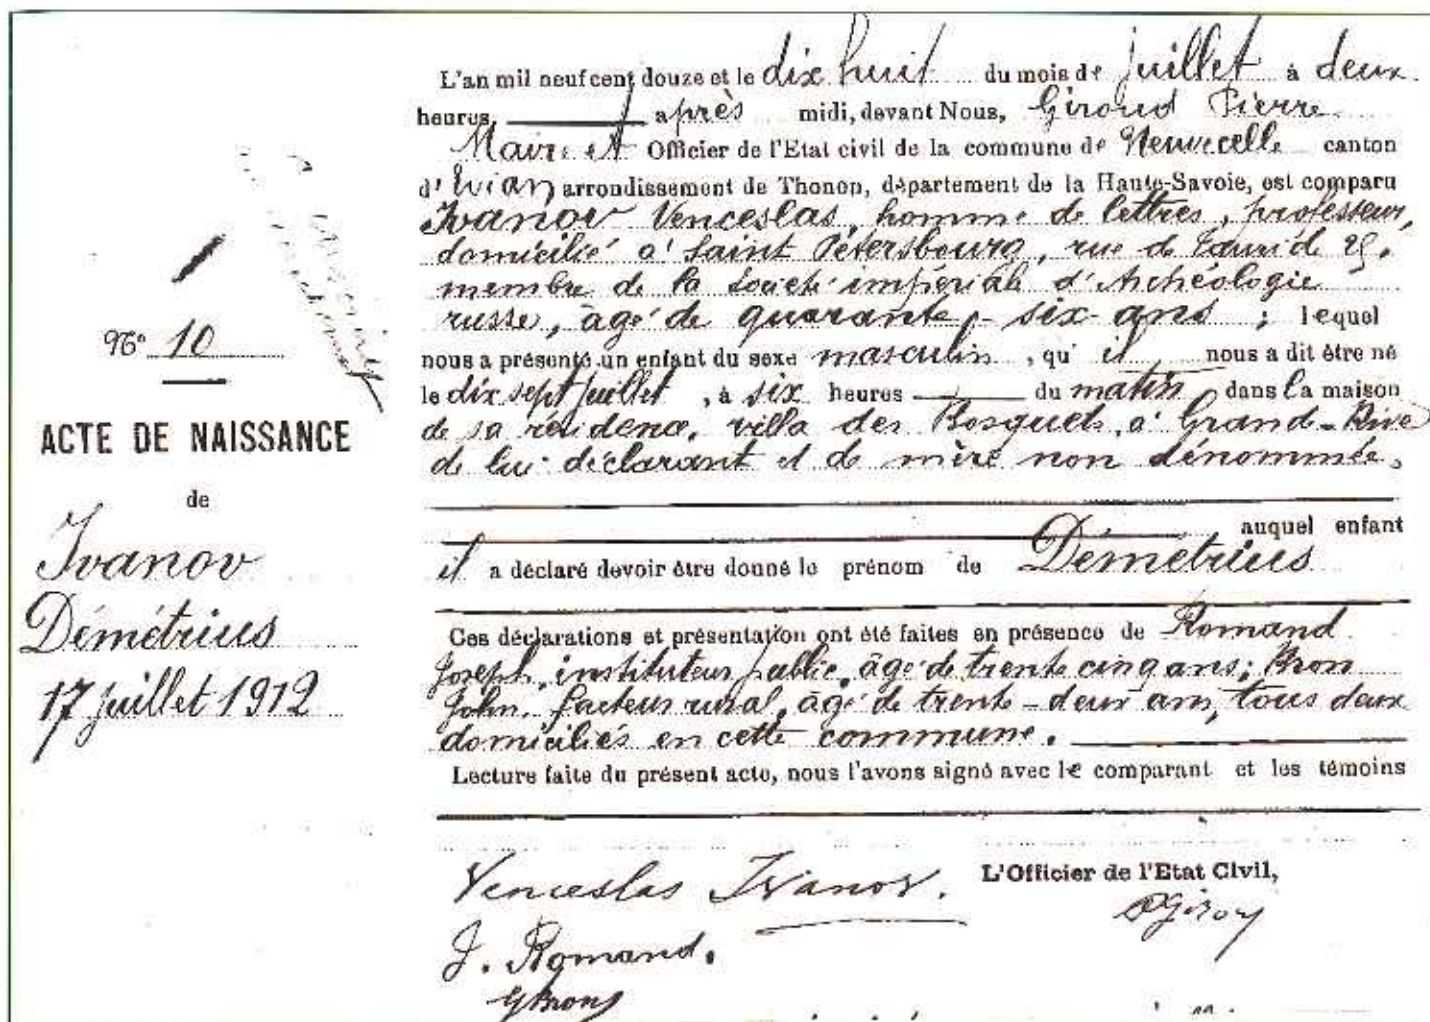 N° 10
ACTE DE NAISSANCE
de
Ivanov
Démétrius
17 juillet 1912
L'an mil neuf cent douze et le dix huit du mois de juillet à deux
heures, après midi, devant Nous, Giroud Pierre
Maire et Officier de l'Etat civil de la commune de Neuvecelle canton
d'Evian arrondissement de Thonon, département de la Haute-Savoie, est comparu
Ivanov Venceslas, homme de lettres, professeur,
domicilié à Saint Pétersbourg, rue de Tauride 25,
membre de la Société impériale d'Archéologie
russe, âgé de quarante-six ans ; lequel
nous a présenté un enfant du sexe masculin, qu'il nous a dit être né
le dix sept juillet, à six heures du matin dans la maison
de sa résidence, villa des Bosquets, à Grande-Rive
de lui déclarant et de mère non dénommée,
auquel enfant
il a déclaré devoir être donné le prénom de Démétrius
Ces déclarations et présentation ont été faites en présence de Romand
Joseph, instituteur public, âgé de trente cinq ans; Bron
John, facteur rural, âgé de trente-deux ans, tous deux
domiciliés en cette commune.
Lecture faite du présent acte, nous l'avons signé avec le comparant et les témoins
Venceslas Ivanov.
L'Officier de l'Etat Civil,
J. Romand.